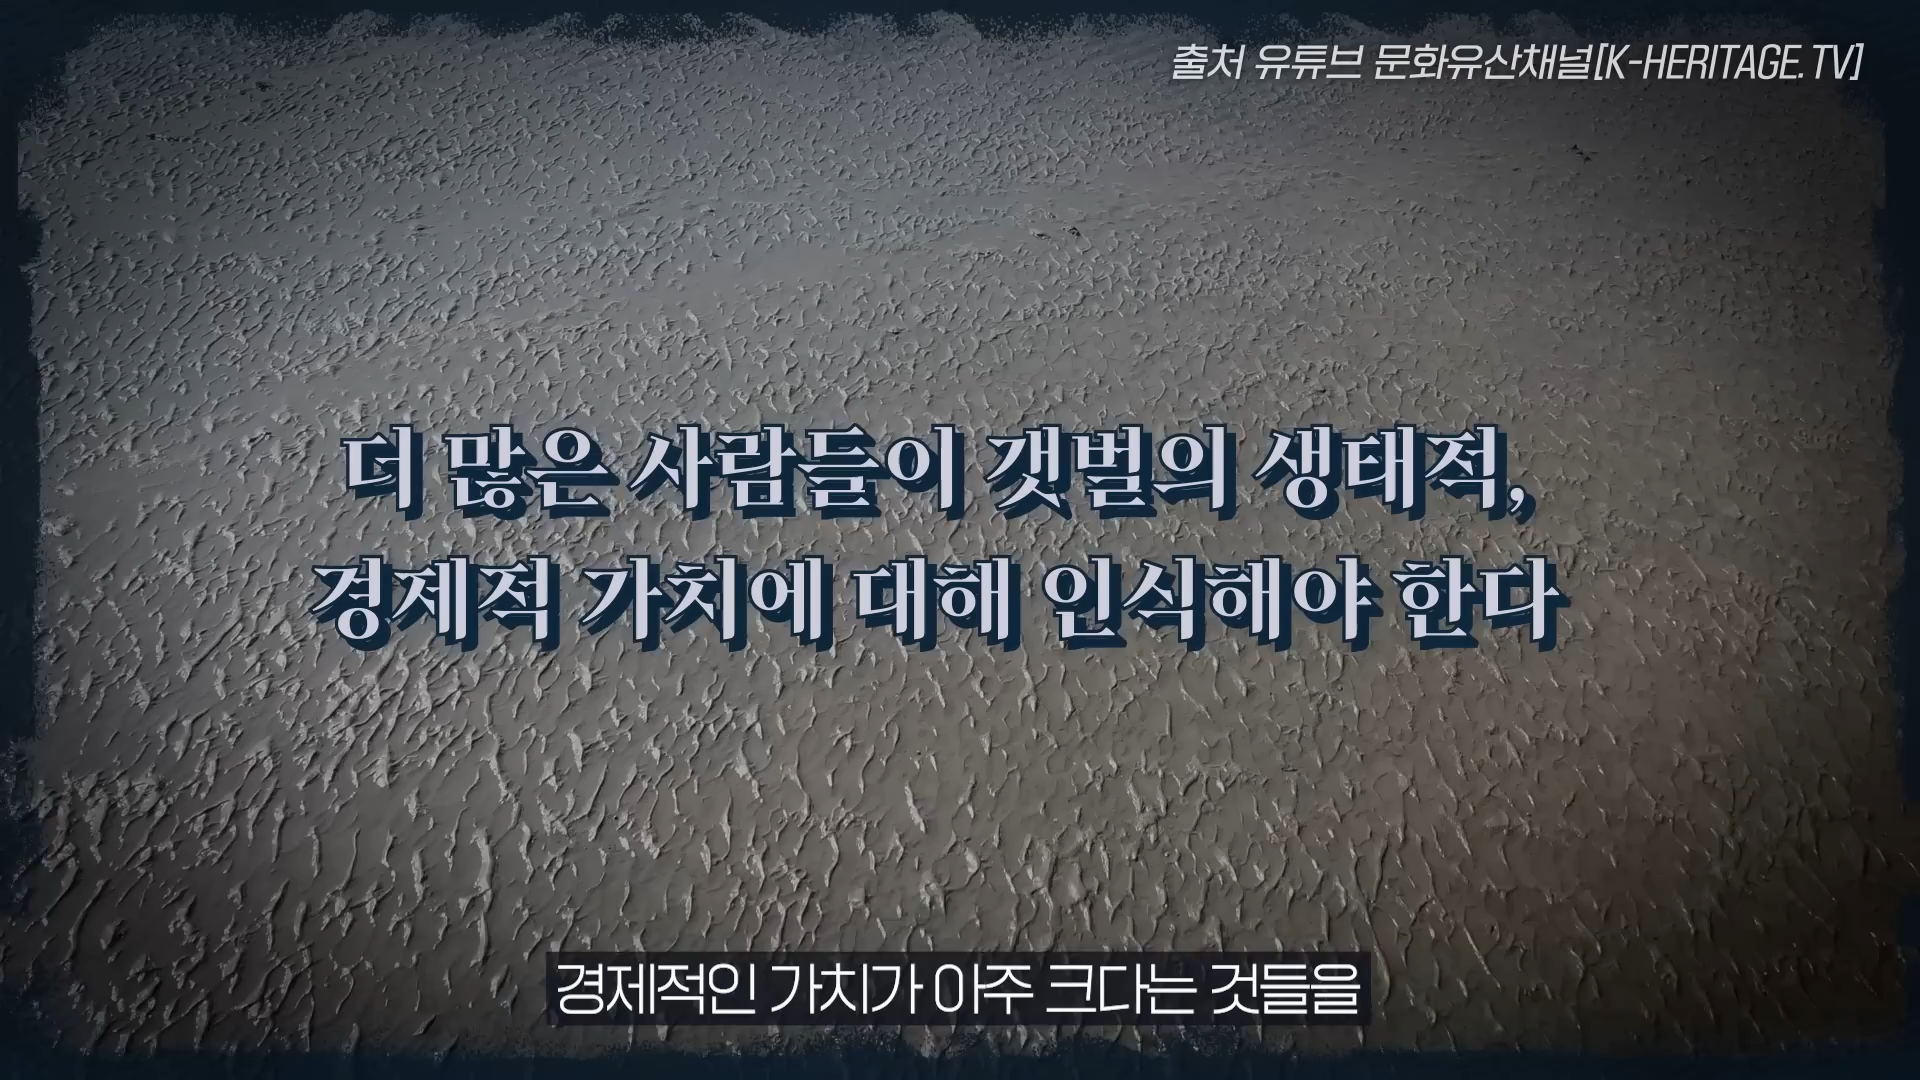 출처 유튜브 문화유산채널[K-HERITAGE.TV]
더 많은 사람들이 갯벌의 생태적,
경제적 가치에 대해 인식해야 한다
경제적인 가치가 아주 크다는 것들을